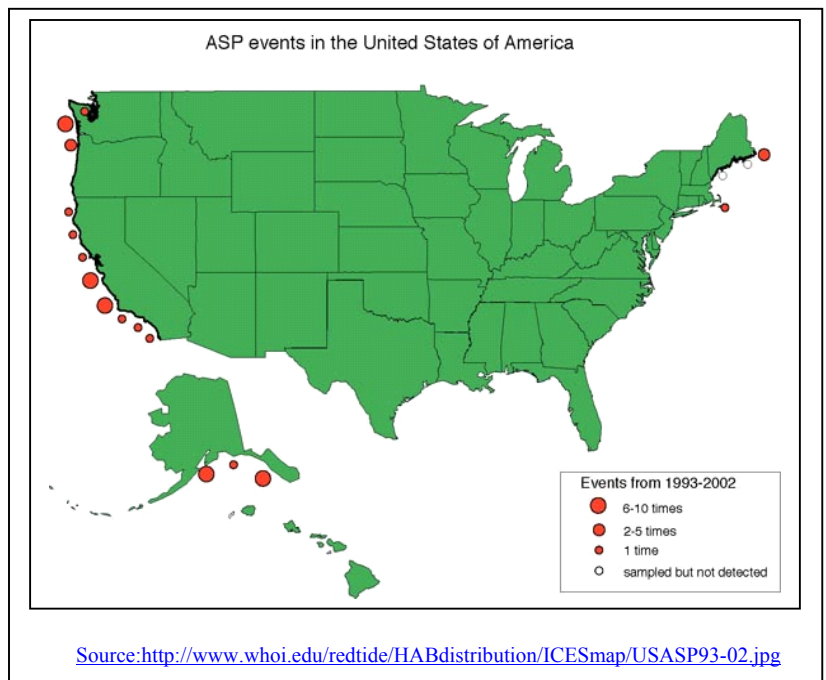 ASP events in the United States of America
Events from 1993-2002
6-10 times
2-5 times
1 time
sampled but not detected
Source:http://www.whoi.edu/redtide/HABdistribution/ICESmap/USASP93-02.jpg